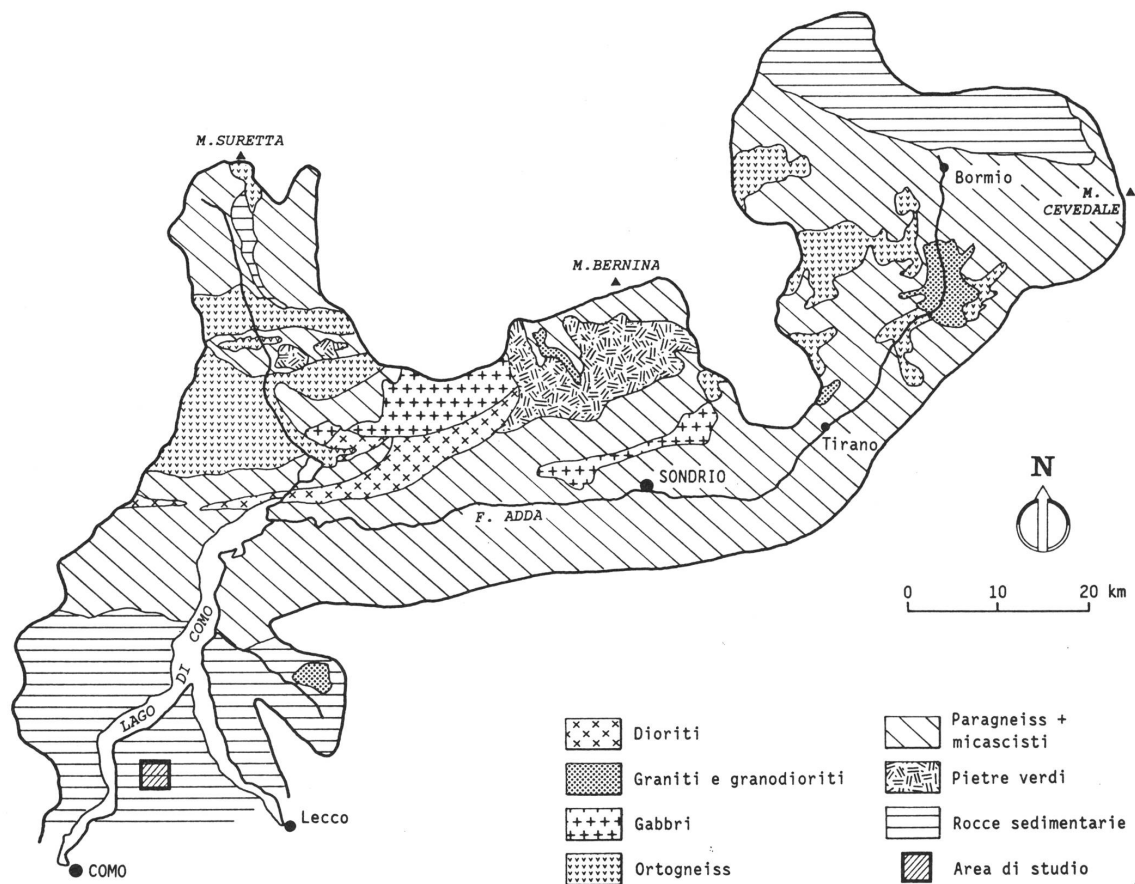 M.SURETTA
Bormio
M.
CEVEDALE
M.BERNINA
Tirano
SONDRIO
F. ADDA
N
0 10 20 km
LAGO DI COMO
Lecco
COMO
Dioriti
Graniti e granodioriti
Gabbri
Ortogneiss
Paragneiss +
micascisti
Pietre verdi
Rocce sedimentarie
Area di studio